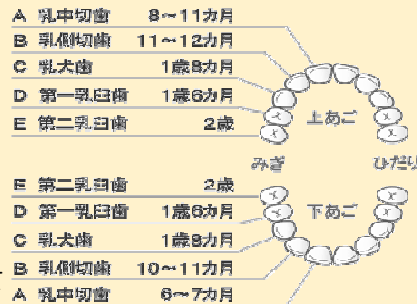 A 乳中切歯 8〜11カ月
B 乳側切歯 11〜12カ月
C 乳犬歯 1歳8カ月
D 第一乳臼歯 1歳6カ月
E 第二乳臼歯 2歳
上あご
みぎ ひだり
E 第二乳臼歯 2歳
下あご
D 第一乳臼歯 1歳6カ月
C 乳犬歯 1歳8カ月
B 乳側切歯 10〜11カ月
A 乳中切歯 6〜7カ月